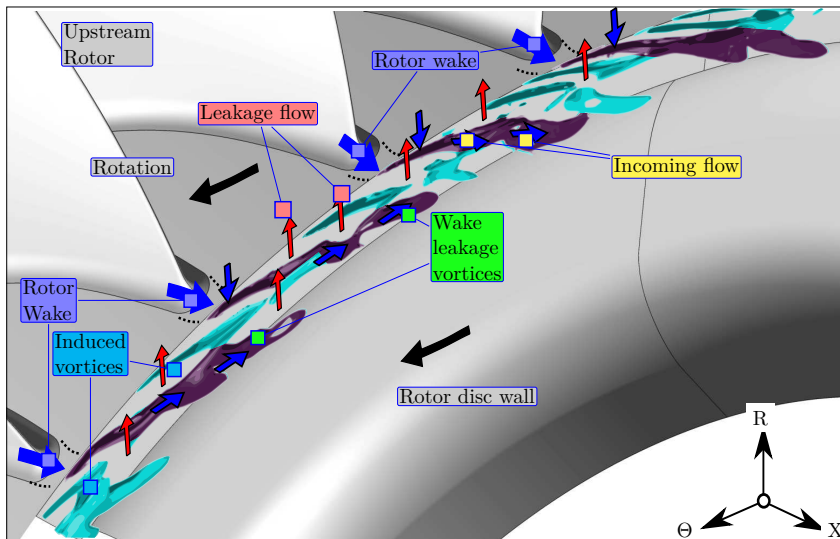 Upstream
Rotor
Rotor wake
Leakage flow
Rotation
Incoming flow
Wake
leakage
vortices
Rotor
Wake
Induced
vortices
Rotor disc wall
R
Θ
X